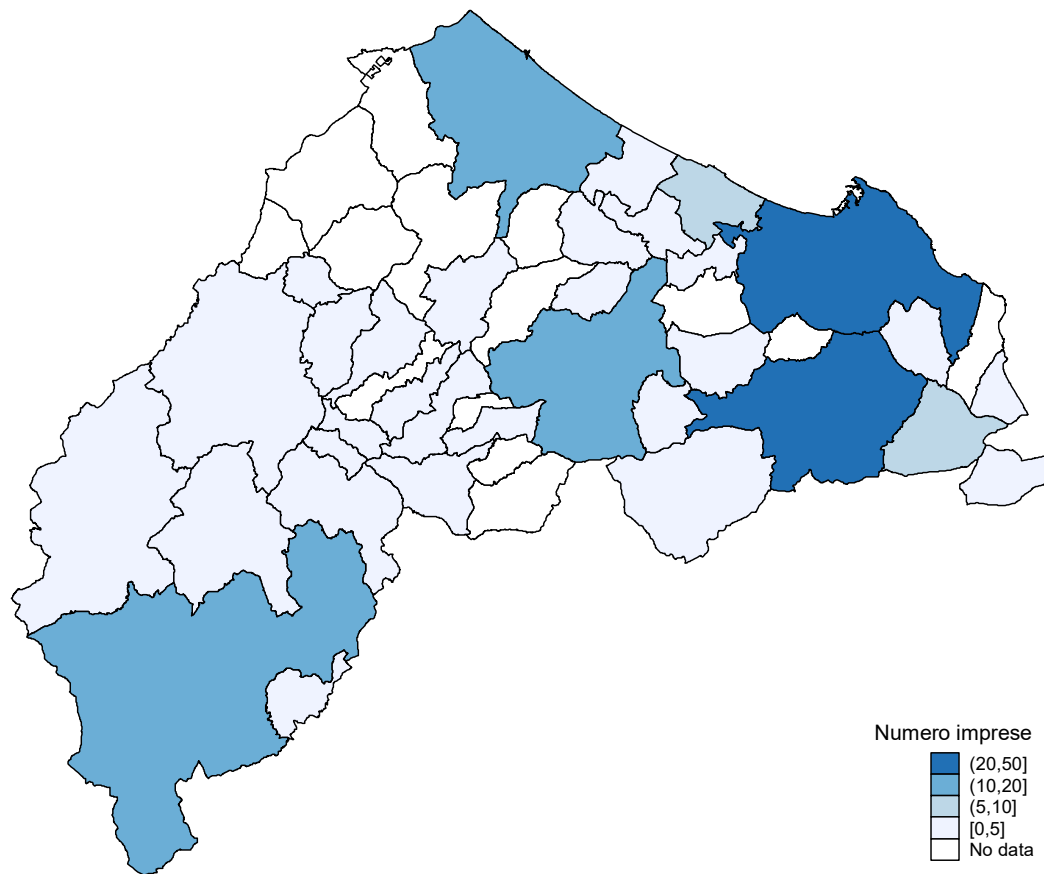 Numero imprese
(20,50]
(10,20]
(5,10]
[0,5]
No data